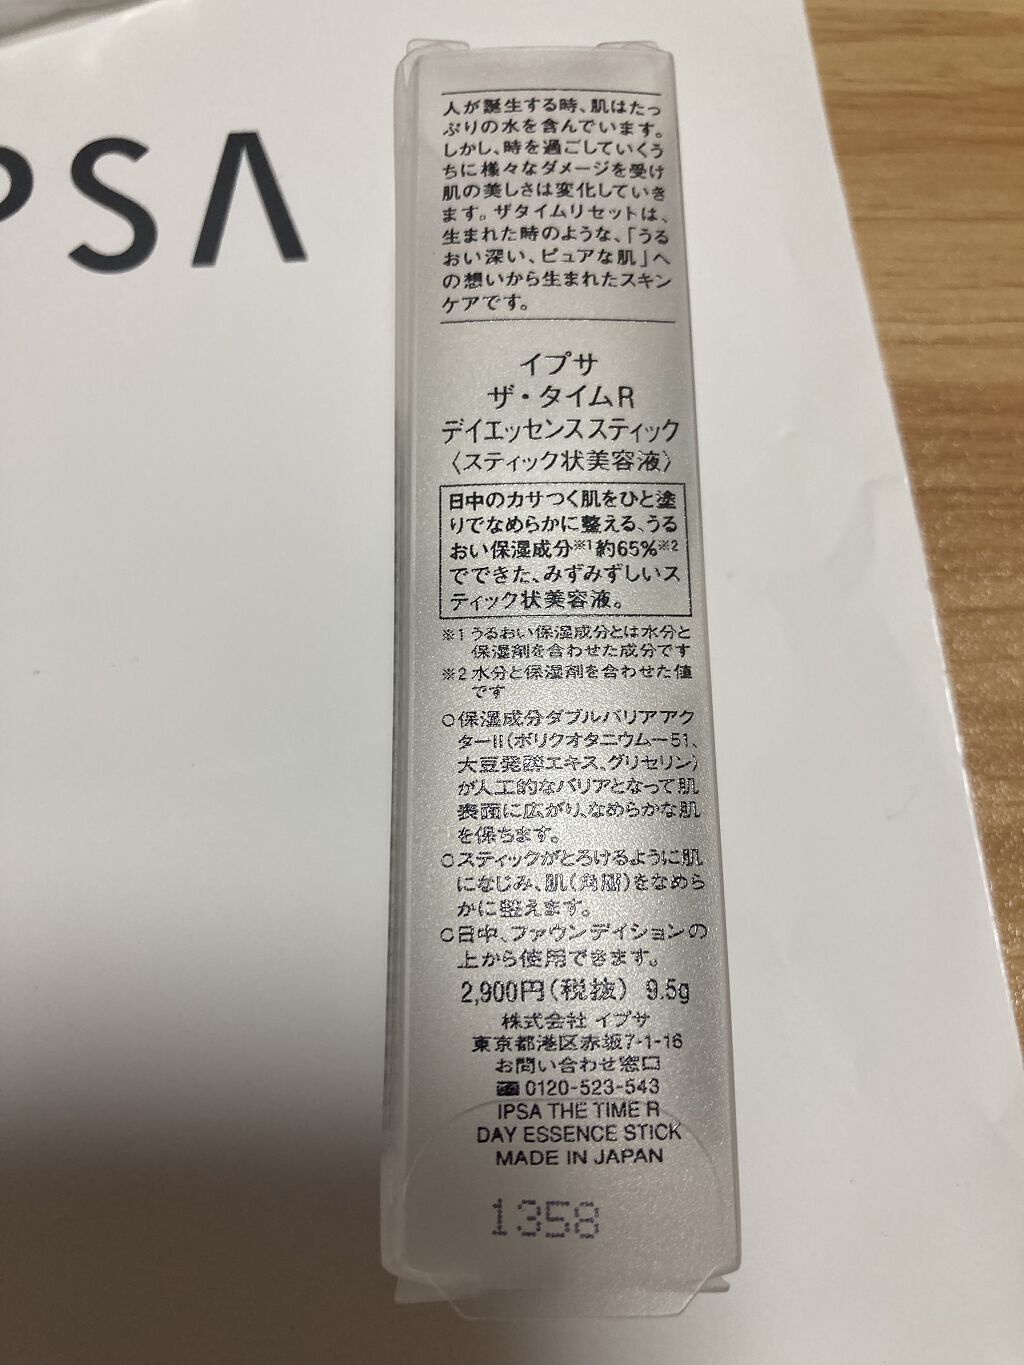 PSA
人が誕生する時、肌はたっ
ぷりの水を含んでいます。
しかし、時を過ごしていくう
ちに様々なダメージを受け
肌の美しさは変化していき
ます。ザタイムリセットは、
生まれた時のような、「うる
おい深い、ピュアな肌」へ
の想いから生まれたスキン
ケアです。
イプサ
ザ・タイムR
デイエッセンススティック
〈スティック状美容液〉
日中のカサつく肌をひと塗
りでなめらかに整える、うる
おい保湿成分※1約65%※2
でできた、みずみずしいス
ティック状美容液。
※1 うるおい保湿成分とは水分と
保湿剤を合わせた成分です
※2 水分と保湿剤を合わせた値
です
○保湿成分ダブルバリアアク
ターII(ポリクオタニウムー51、
大豆発酵エキス、グリセリン)
が人工的なバリアとなって肌
表面に広がり、なめらかな肌
を保ちます。
○スティックがとろけるように肌
になじみ、肌(角層)をなめら
かに整えます。
○日中、ファウンデイションの
上から使用できます。
2,900円(税抜) 9.5g
株式会社 イプサ
東京都港区赤坂7-1-16
お問い合わせ窓口
0120-523-543
IPSA THE TIME R
DAY ESSENCE STICK
MADE IN JAPAN
1358